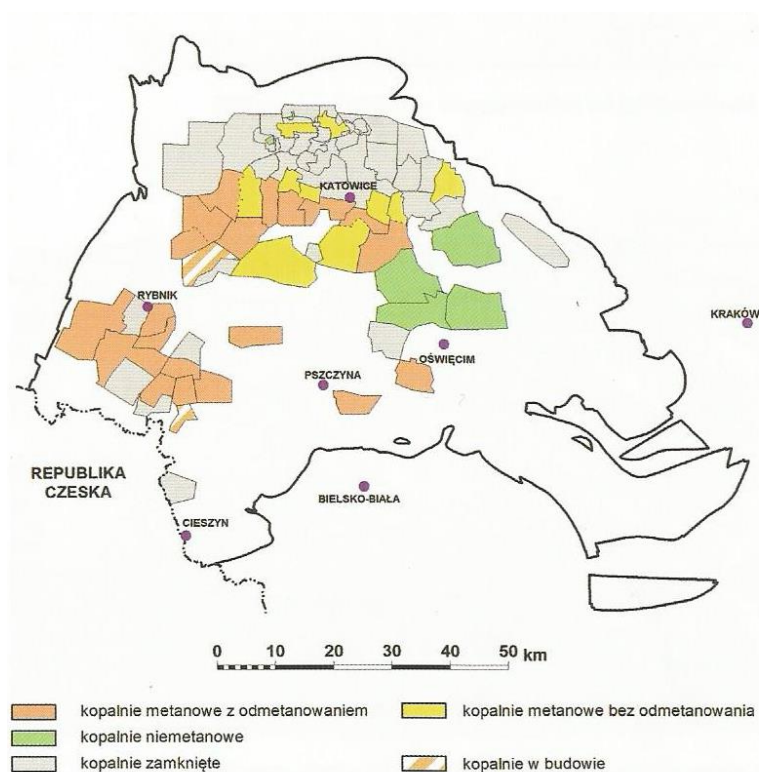 KATOWICE
RYBNIK
KRAKÓW
OŚWIĘCIM
PSZCZYNA
REPUBLIKA
CZESKA
BIELSKO-BIAŁA
CIESZYN
0 10 20 30 40 50 km
kopalnie metanowe z odmetanowaniem
kopalnie metanowe bez odmetanowania
kopalnie niemetanowe
kopalnie zamknięte
kopalnie w budowie